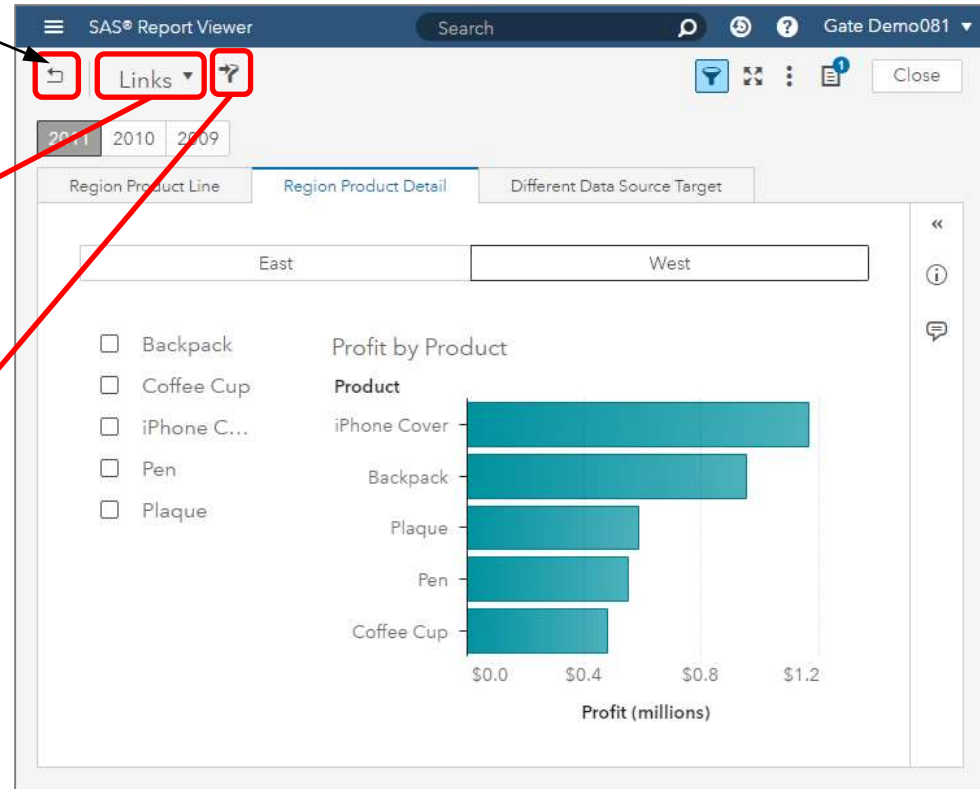 SAS® Report Viewer Search Gate Demo081
Links 1 Close
2011 2010 2009
Region Product Line Region Product Detail Different Data Source Target
East West
Backpack
Coffee Cup
iPhone C...
Pen
Plaque
Profit by Product
Product
iPhone Cover
Backpack
Plaque
Pen
Coffee Cup
$0.0 $0.4 $0.8 $1.2
Profit (millions)